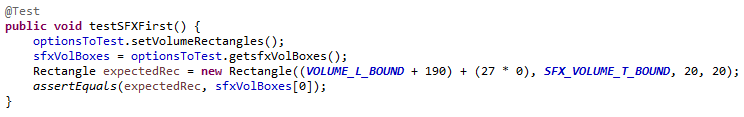 @Test
public void testSFXFirst() {
    optionsToTest.setVolumeRectangles();
    sfxVolBoxes = optionsToTest.getsfxVolBoxes();
    Rectangle expectedRec = new Rectangle((VOLUME_L_BOUND + 190) + (27 * 0), SFX_VOLUME_T_BOUND, 20, 20);
    assertEquals(expectedRec, sfxVolBoxes[0]);
}